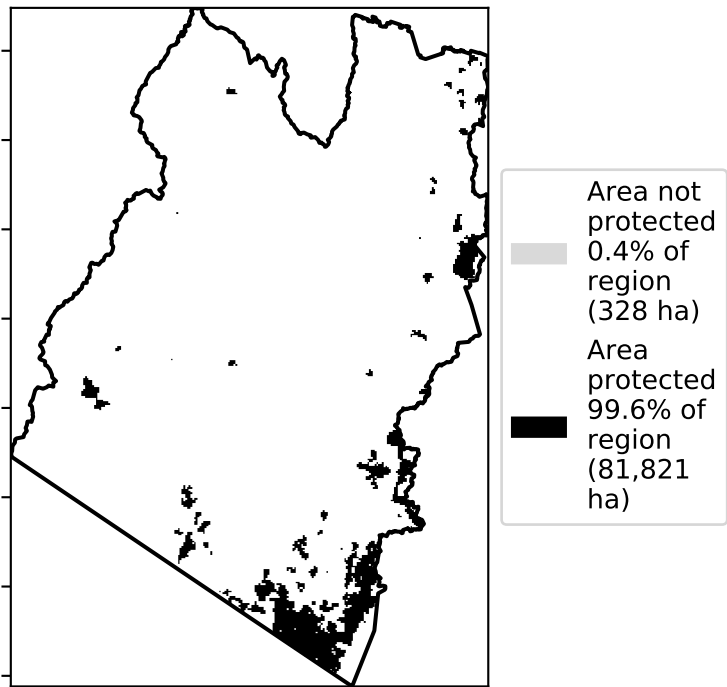 Area not
protected
0.4% of
region
(328 ha)
Area
protected
99.6% of
region
(81,821
ha)